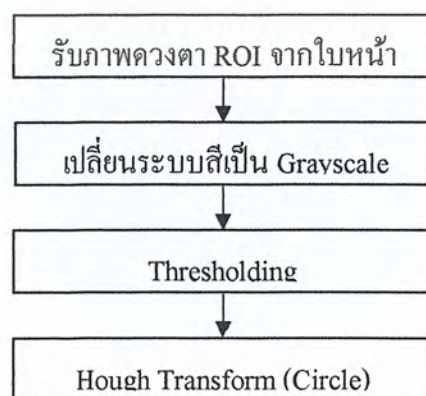 รับภาพดวงตา ROI จากใบหน้า
เปลี่ยนระบบสีเป็น Grayscale
Thresholding
Hough Transform (Circle)